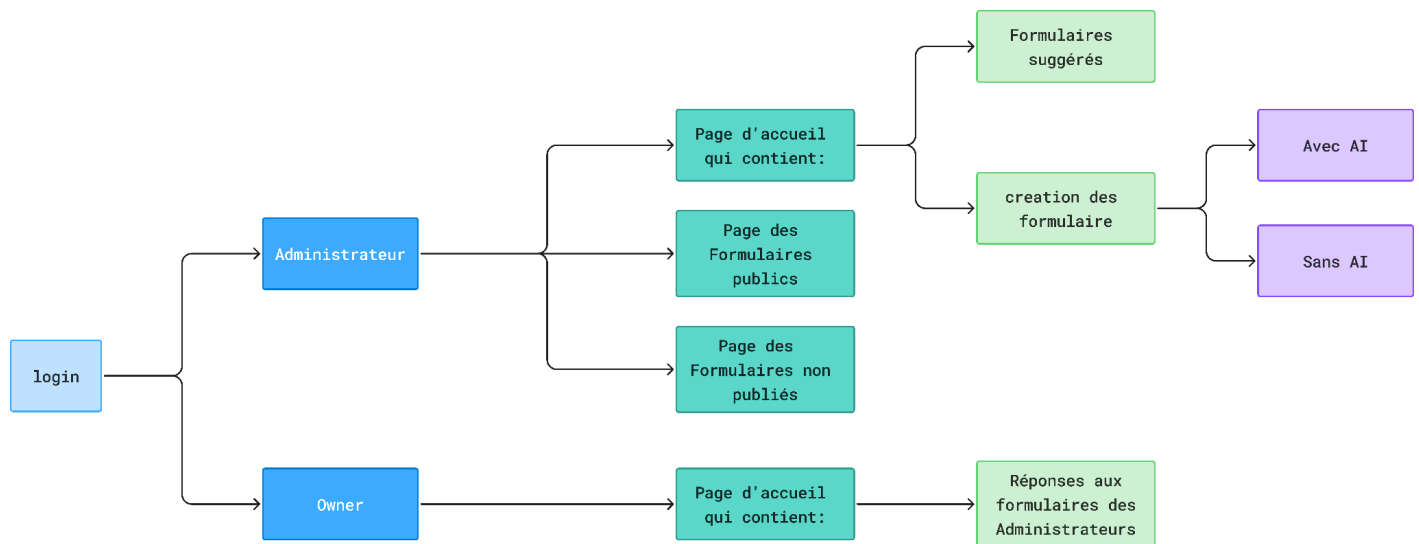 login
Administrateur
Owner
Page d'accueil
qui contient:
Page des
Formulaires
publics
Page des
Formulaires non
publiés
Page d'accueil
qui contient:
Formulaires
suggérés
creation des
formulaire
Réponses aux
formulaires des
Administrateurs
Avec AI
Sans AI